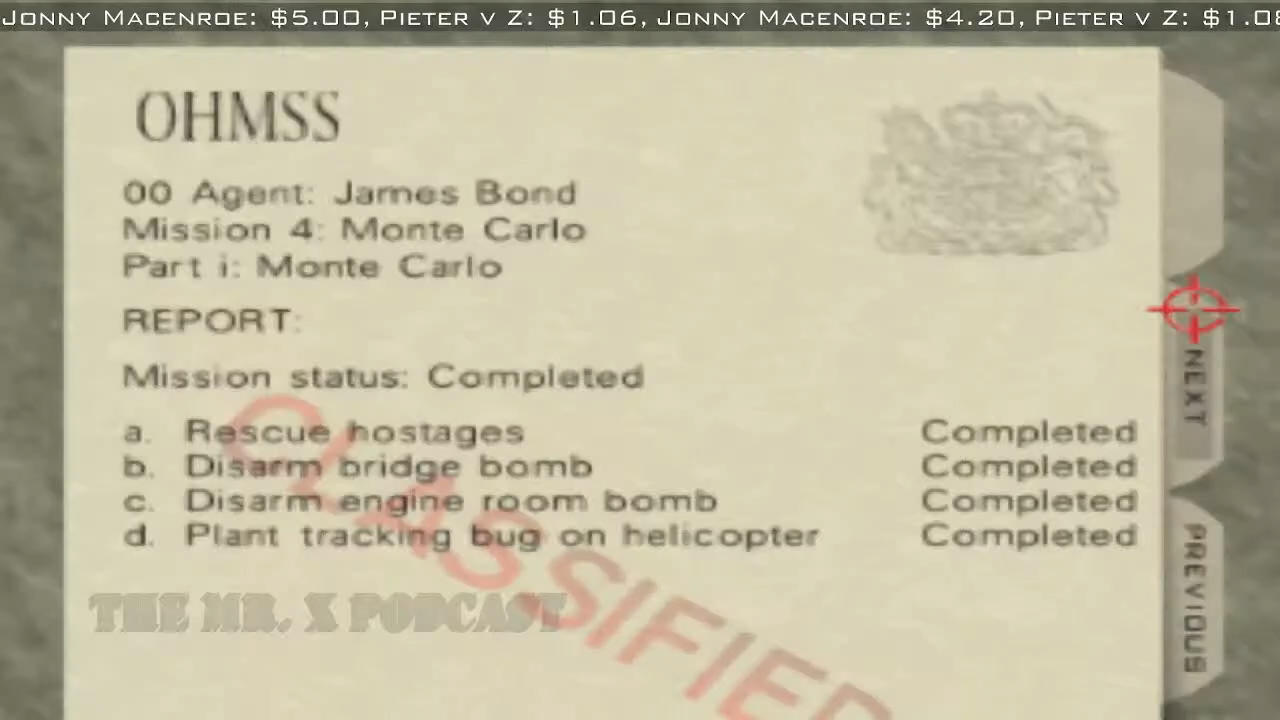 JONNY MACENROE: $5.00, PIETER V Z: $1.06, JONNY MACENROE: $4.20, PIETER V Z: $1.08
OHMSS
00 Agent: James Bond
Mission 4: Monte Carlo
Part i: Monte Carlo
REPORT:
Mission status: Completed
a. Rescue hostages Completed
b. Disarm bridge bomb Completed
c. Disarm engine room bomb Completed
d. Plant tracking bug on helicopter Completed
NEXT
PREVIOUS
THE MR. X PODCAST
CLASSIFIED